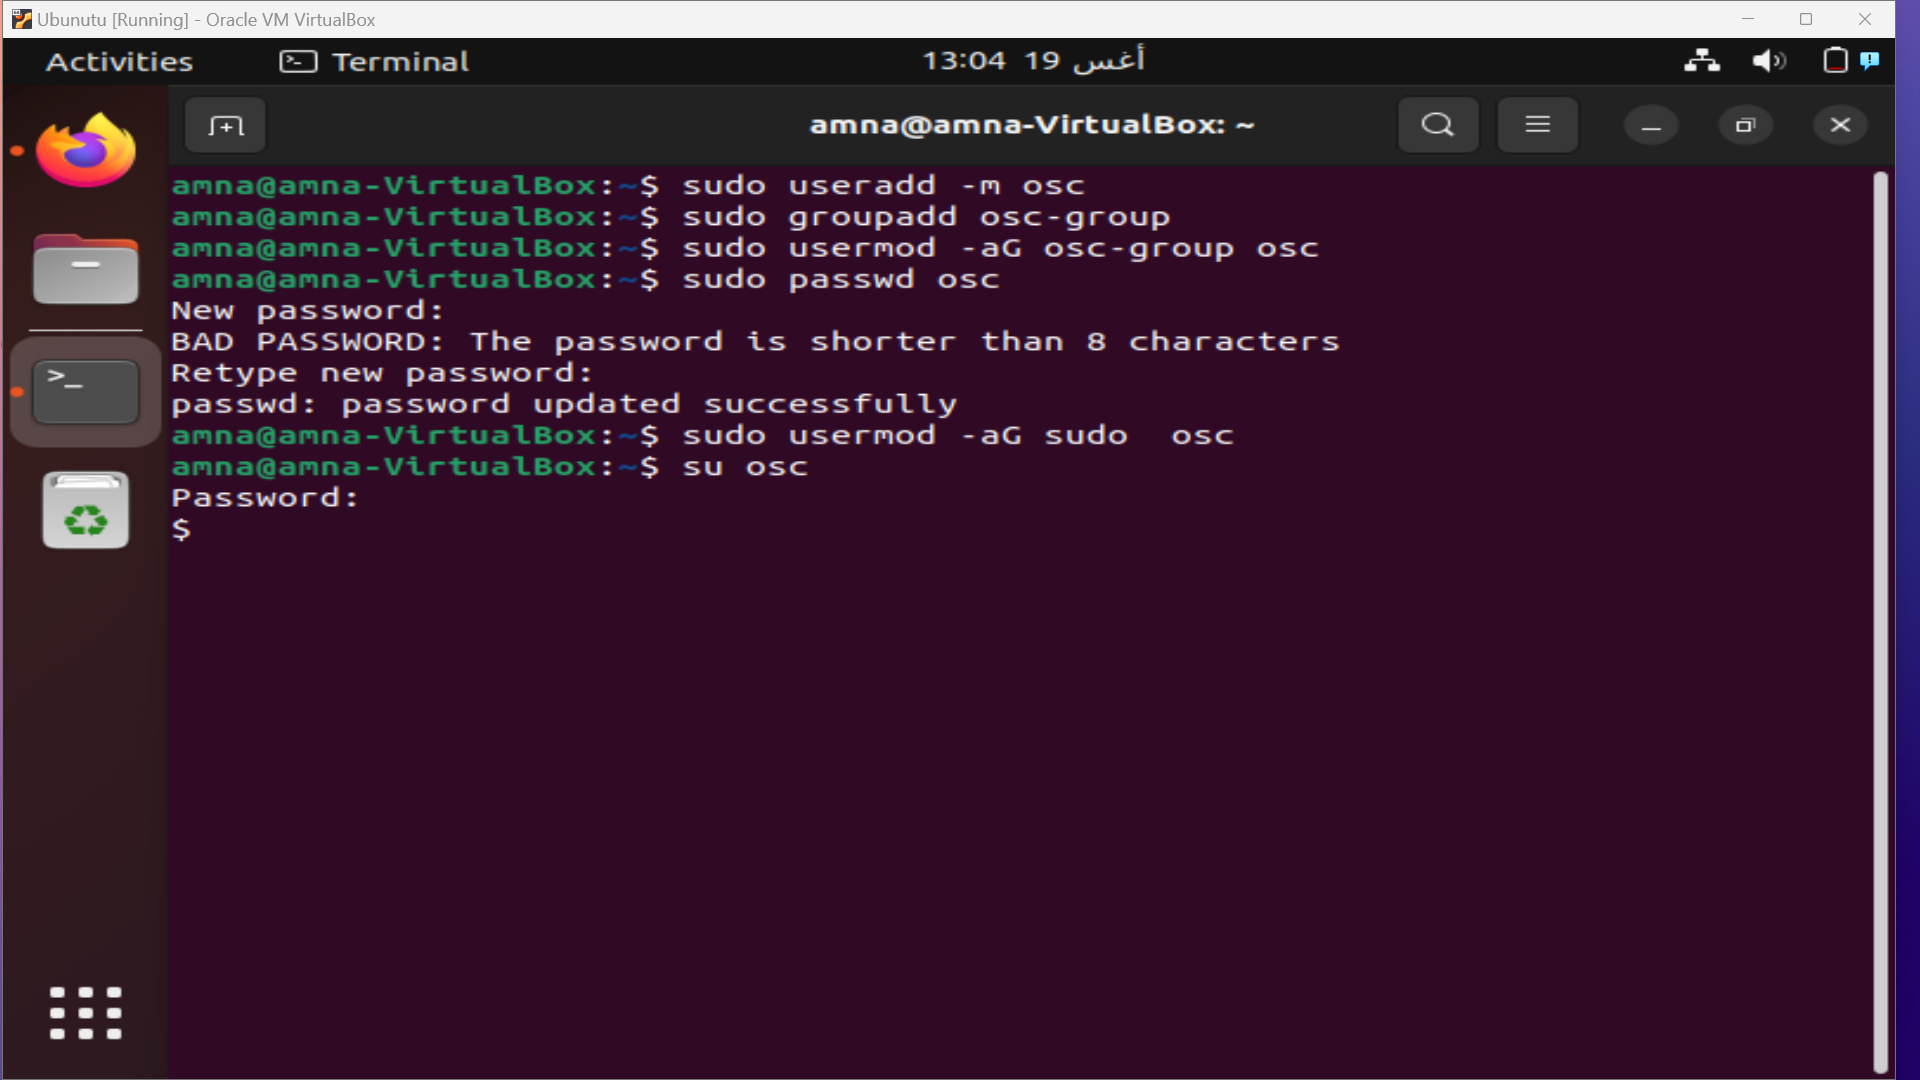 Ubunutu [Running] - Oracle VM VirtualBox
Activities
Terminal
13:04 19 أغس
amna@amna-VirtualBox: ~
amna@amna-VirtualBox:~$ sudo useradd -m osc
amna@amna-VirtualBox:~$ sudo groupadd osc-group
amna@amna-VirtualBox:~$ sudo usermod -aG osc-group osc
amna@amna-VirtualBox:~$ sudo passwd osc
New password:
BAD PASSWORD: The password is shorter than 8 characters
Retype new password:
passwd: password updated successfully
amna@amna-VirtualBox:~$ sudo usermod -aG sudo  osc
amna@amna-VirtualBox:~$ su osc
Password:
$